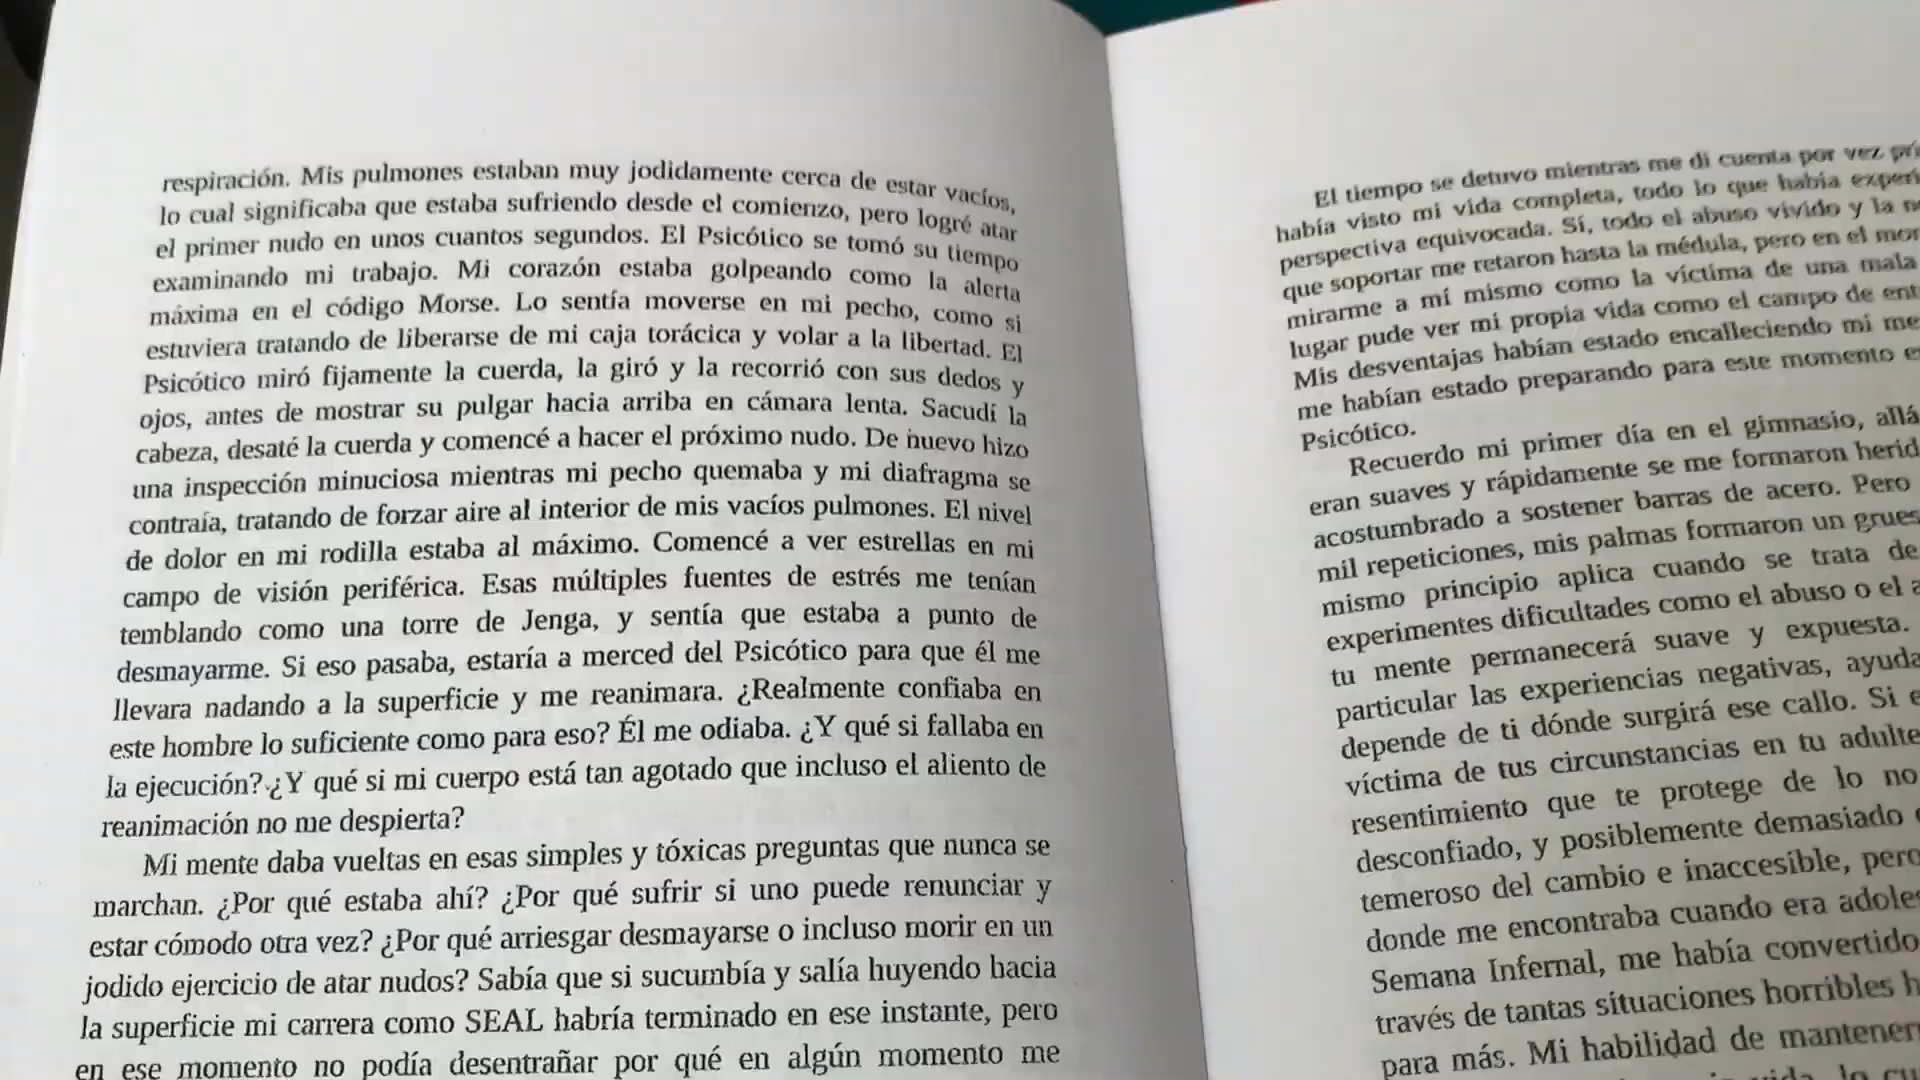 respiración. Mis pulmones estaban muy jodidamente cerca de estar vacíos,
lo cual significaba que estaba sufriendo desde el comienzo, pero logré atar
el primer nudo en unos cuantos segundos. El Psicótico se tomó su tiempo
examinando mi trabajo. Mi corazón estaba golpeando como la alerta
máxima en el código Morse. Lo sentía moverse en mi pecho, como si
estuviera tratando de liberarse de mi caja torácica y volar a la libertad. El
Psicótico miró fijamente la cuerda, la giró y la recorrió con sus dedos y
ojos, antes de mostrar su pulgar hacia arriba en cámara lenta. Sacudí la
cabeza, desaté la cuerda y comencé a hacer el próximo nudo. De nuevo hizo
una inspección minuciosa mientras mi pecho quemaba y mi diafragma se
contraía, tratando de forzar aire al interior de mis vacíos pulmones. El nivel
de dolor en mi rodilla estaba al máximo. Comencé a ver estrellas en mi
campo de visión periférica. Esas múltiples fuentes de estrés me tenían
temblando como una torre de Jenga, y sentía que estaba a punto de
desmayarme. Si eso pasaba, estaría a merced del Psicótico para que él me
llevara nadando a la superficie y me reanimara. ¿Realmente confiaba en
este hombre lo suficiente como para eso? Él me odiaba. ¿Y qué si fallaba en
la ejecución? ¿Y qué si mi cuerpo está tan agotado que incluso el aliento de
reanimación no me despierta?
Mi mente daba vueltas en esas simples y tóxicas preguntas que nunca se
marchan. ¿Por qué estaba ahí? ¿Por qué sufrir si uno puede renunciar y
estar cómodo otra vez? ¿Por qué arriesgar desmayarse o incluso morir en un
jodido ejercicio de atar nudos? Sabía que si sucumbía y salía huyendo hacia
la superficie mi carrera como SEAL habría terminado en ese instante, pero
en ese momento no podía desentrañar por qué en algún momento me
El tiempo se detuvo mientras me di cuenta por vez
había visto mi vida completa, todo lo que había
perspectiva equivocada. Sí, todo el abuso vivido y la
que soportar me retaron hasta la médula, pero en el
mirarme a mí mismo como la víctima de una mala
lugar pude ver mi propia vida como el campo de
Mis desventajas habían estado encalleciendo mi
me habían estado preparando para este momento
Psicótico.
Recuerdo mi primer día en el gimnasio, allá
eran suaves y rápidamente se me formaron
acostumbrado a sostener barras de acero. Pero
mil repeticiones, mis palmas formaron un
mismo principio aplica cuando se trata de
experimentes dificultades como el abuso o el
tu mente permanecerá suave y expuesta.
particular las experiencias negativas,
depende de ti dónde surgirá ese callo. Si
víctima de tus circunstancias en tu
resentimiento que te protege de lo no
desconfiado, y posiblemente demasiado
temeroso del cambio e inaccesible, pero
donde me encontraba cuando era
Semana Infernal, me había convertido
través de tantas situaciones horribles
para más. Mi habilidad de